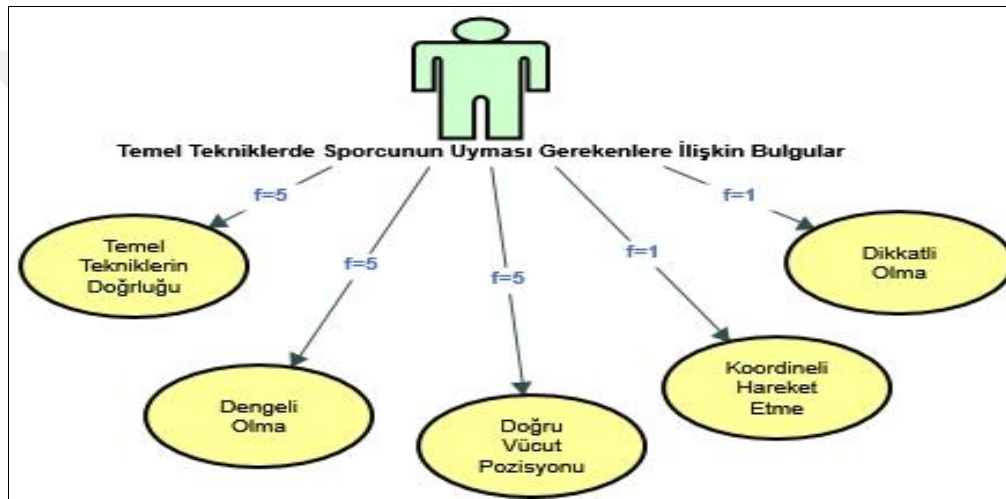 Temel Tekniklerde Sporcunun Uyması Gerekenlere İlişkin Bulgular
f=5
f=5
f=5
f=1
f=1
Temel
Tekniklerin
Doğrluğu
Dengeli
Olma
Doğru
Vücut
Pozisyonu
Koordineli
Hareket
Etme
Dikkatli
Olma